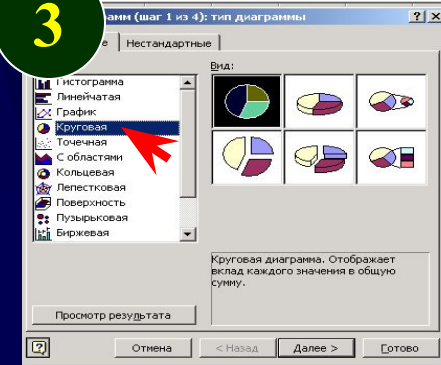 3
рамм (шаг 1 из 4): тип диаграммы
е Нестандартные
Вид:
Гистограмма
Линейчатая
График
Круговая
Точечная
С областями
Кольцевая
Лепестковая
Поверхность
Пузырьковая
Биржевая
Круговая диаграмма. Отображает
вклад каждого значения в общую
сумму.
Просмотр результата
Отмена < Назад Далее > Готово